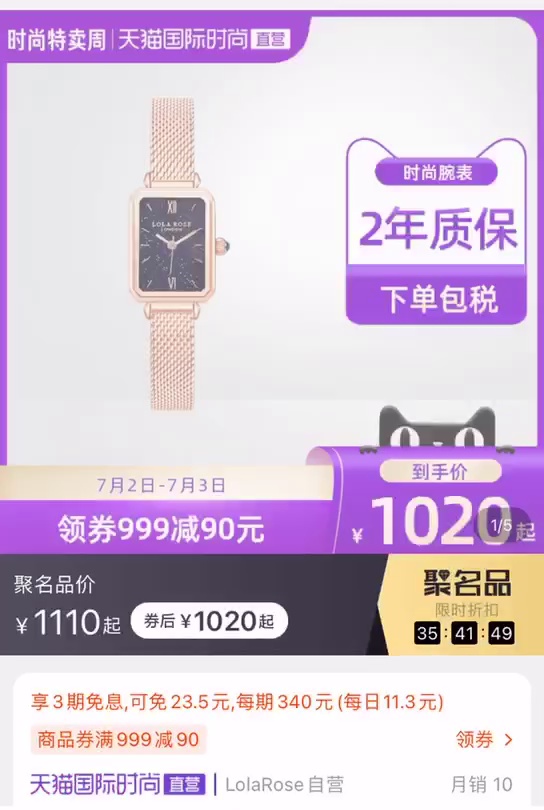 时尚特卖周 | 天猫国际时尚 直营
XII
LOLA ROSE
VI
时尚腕表
2年质保
下单包税
7月2日-7月3日
领券999减90元
到手价
¥1020起
1/5
聚名品价
¥1110起 券后¥1020起
聚名品
限时折扣
35:41:49
享3期免息,可免23.5元,每期340元(每日11.3元)
商品券满999减90 领券 >
天猫国际时尚 直营 | LolaRose自营 月销 10